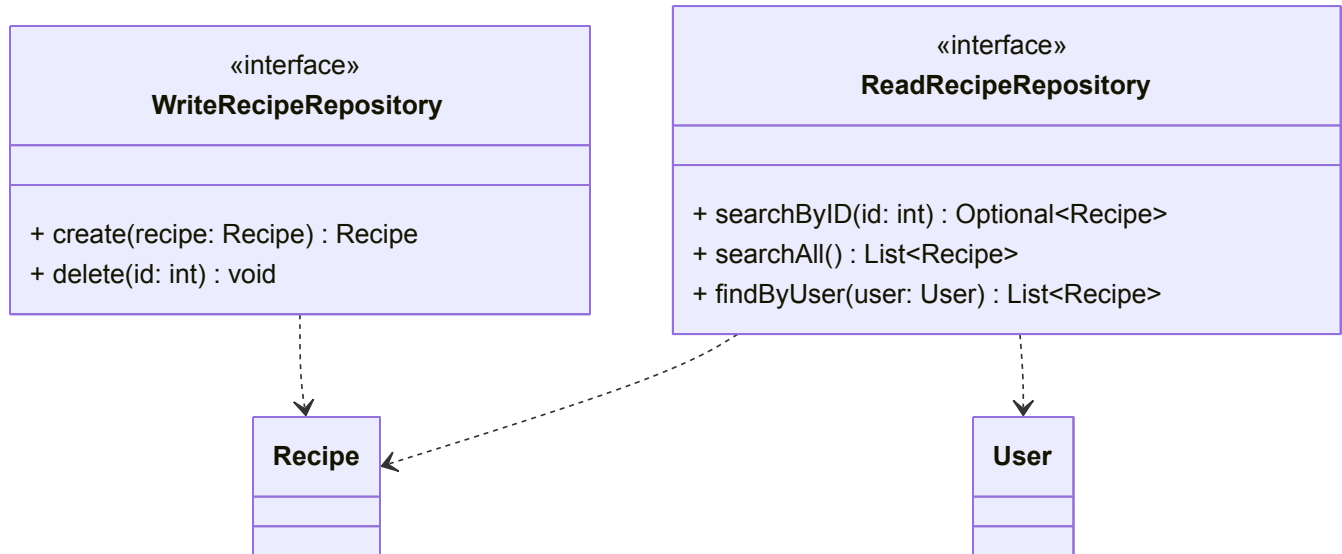 «interface»
WriteRecipeRepository
+ create(recipe: Recipe) : Recipe
+ delete(id: int) : void
«interface»
ReadRecipeRepository
+ searchByID(id: int) : Optional<Recipe>
+ searchAll() : List<Recipe>
+ findByUser(user: User) : List<Recipe>
Recipe
User